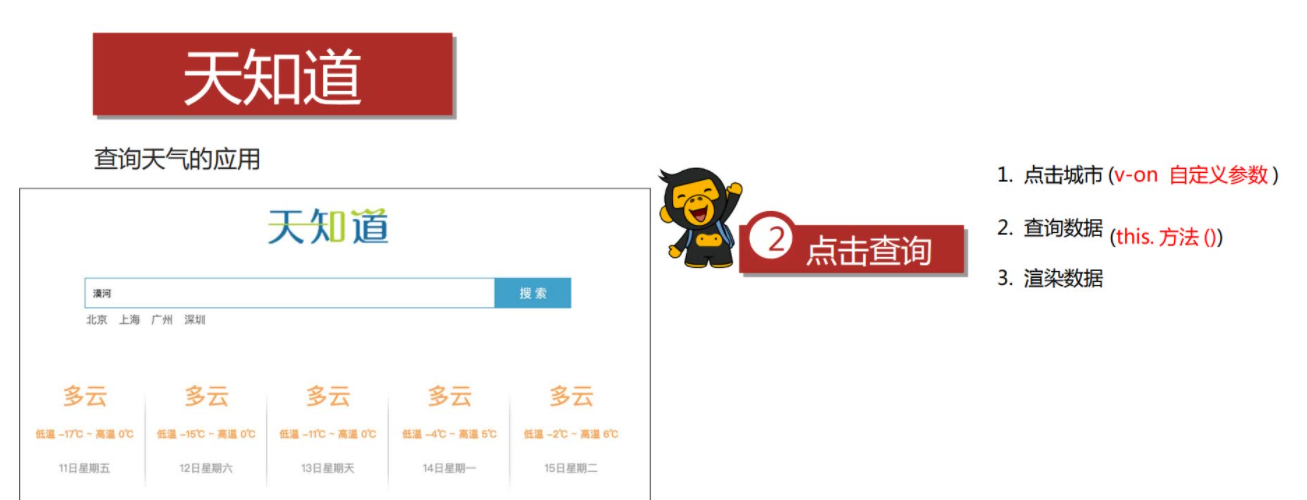 天知道
查询天气的应用
天知道
漠河
搜索
北京 上海 广州 深圳
多云 多云 多云 多云 多云
低温 -17℃ ~ 高温 0℃ 低温 -15℃ ~ 高温 0℃ 低温 -11℃ ~ 高温 0℃ 低温 -4℃ ~ 高温 5℃ 低温 -2℃ ~ 高温 6℃
11日星期五 12日星期六 13日星期天 14日星期一 15日星期二
2 点击查询
1. 点击城市 (v-on 自定义参数)
2. 查询数据 (this. 方法 ())
3. 渲染数据